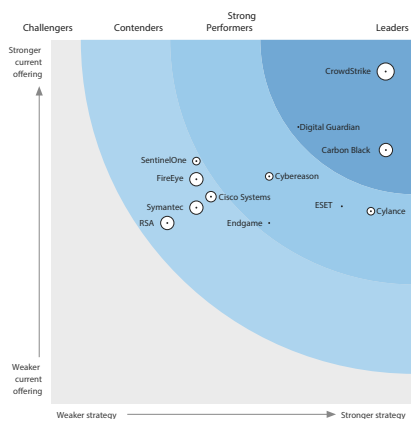 Challengers Contenders Strong Performers Leaders
Stronger
current
offering
CrowdStrike
Digital Guardian
Carbon Black
SentinelOne
FireEye
Cybereason
Cisco Systems
Symantec
ESET
Cylance
RSA
Endgame
Weaker
current
offering
Weaker strategy
Stronger strategy